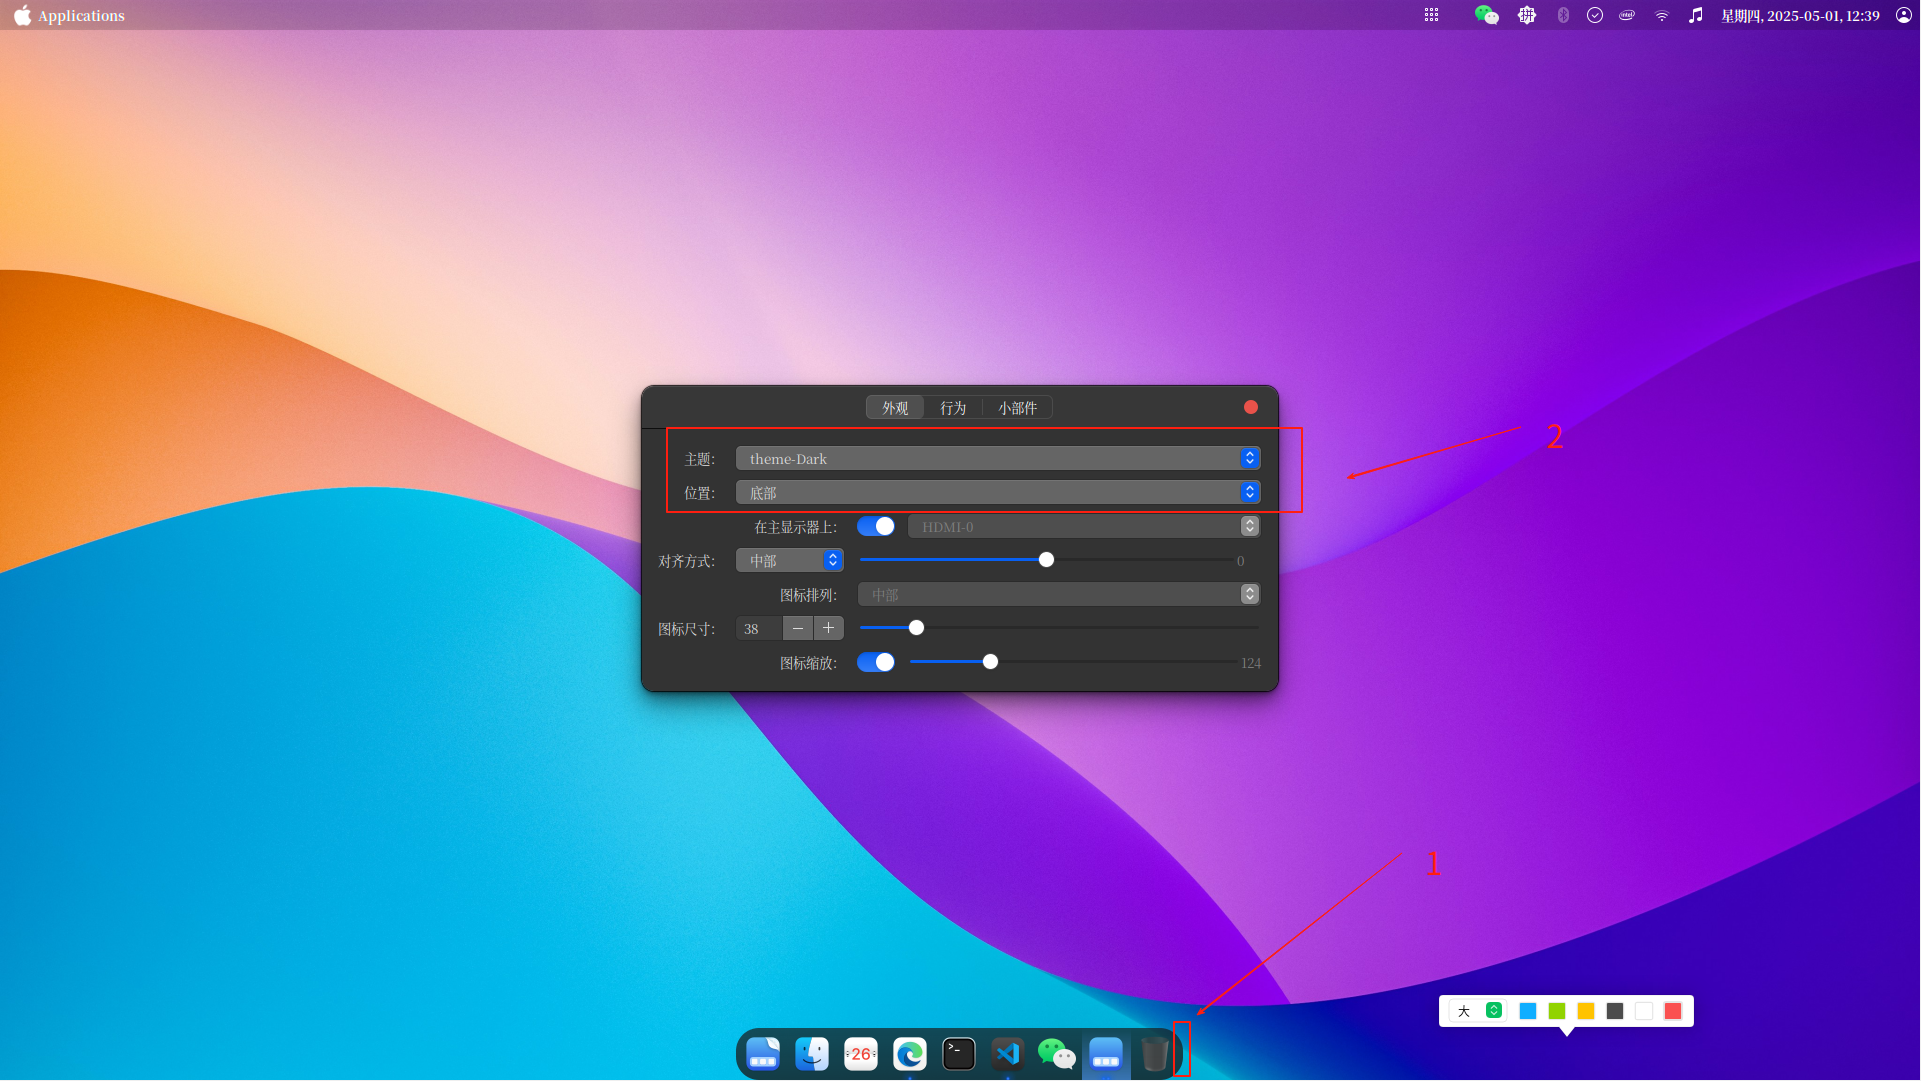 Applications
拼
intel
星期四, 2025-05-01, 12:39
外观 行为 小部件
主题: theme-Dark
位置: 底部
在主显示器上: HDMI-0
对齐方式: 中部 0
图标排列: 中部
图标尺寸: 38 − +
图标缩放: 124
2
1
大
26
>_